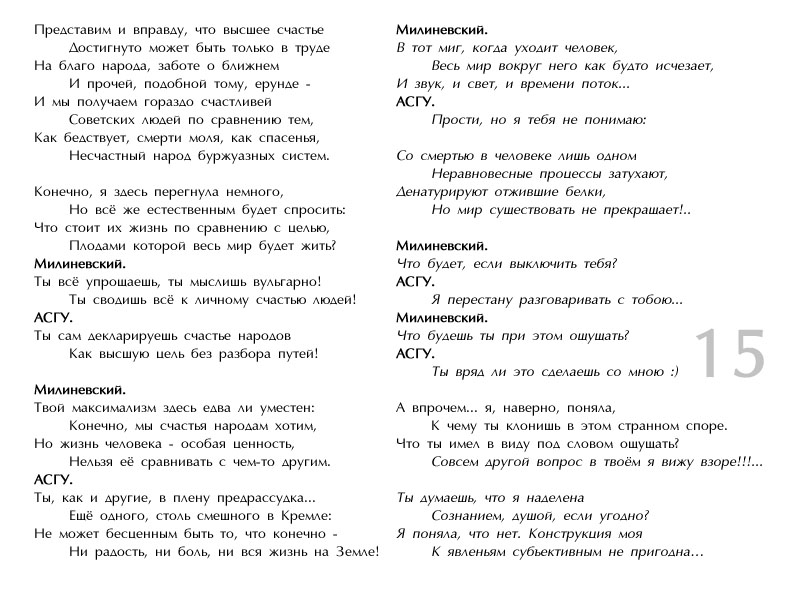 Представим и вправду, что высшее счастье
Достигнуто может быть только в труде
На благо народа, заботе о ближнем
И прочей, подобной тому, ерунде -
И мы получаем гораздо счастливей
Советских людей по сравнению тем,
Как бедствует, смерти моля, как спасенья,
Несчастный народ буржуазных систем.
Конечно, я здесь перегнула немного,
Но всё же естественным будет спросить:
Что стоит их жизнь по сравнению с целью,
Плодами которой весь мир будет жить?
Милиневский.
Ты всё упрощаешь, ты мыслишь вульгарно!
Ты сводишь всё к личному счастью людей!
АСГУ.
Ты сам декларируешь счастье народов
Как высшую цель без разбора путей!
Милиневский.
Твой максимализм здесь едва ли уместен:
Конечно, мы счастья народам хотим,
Но жизнь человека - особая ценность,
Нельзя её сравнивать с чем-то другим.
АСГУ.
Ты, как и другие, в плену предрассудка...
Ещё одного, столь смешного в Кремле:
Не может бесценным быть то, что конечно -
Ни радость, ни боль, ни вся жизнь на Земле!
Милиневский.
В тот миг, когда уходит человек,
Весь мир вокруг него как будто исчезает,
И звук, и свет, и времени поток...
АСГУ.
Прости, но я тебя не понимаю:
Со смертью в человеке лишь одном
Неравновесные процессы затухают,
Денатурируют отжившие белки,
Но мир существовать не прекращает!..
Милиневский.
Что будет, если выключить тебя?
АСГУ.
Я перестану разговаривать с тобою...
Милиневский.
Что будешь ты при этом ощущать?
АСГУ.
Ты вряд ли это сделаешь со мною :)
А впрочем... я, наверно, поняла,
К чему ты клонишь в этом странном споре.
Что ты имел в виду под словом ощущать?
Совсем другой вопрос в твоём я вижу взоре!!!...
Ты думаешь, что я наделена
Сознанием, душой, если угодно?
Я поняла, что нет. Конструкция моя
К явленьям субъективным не пригодна...
15